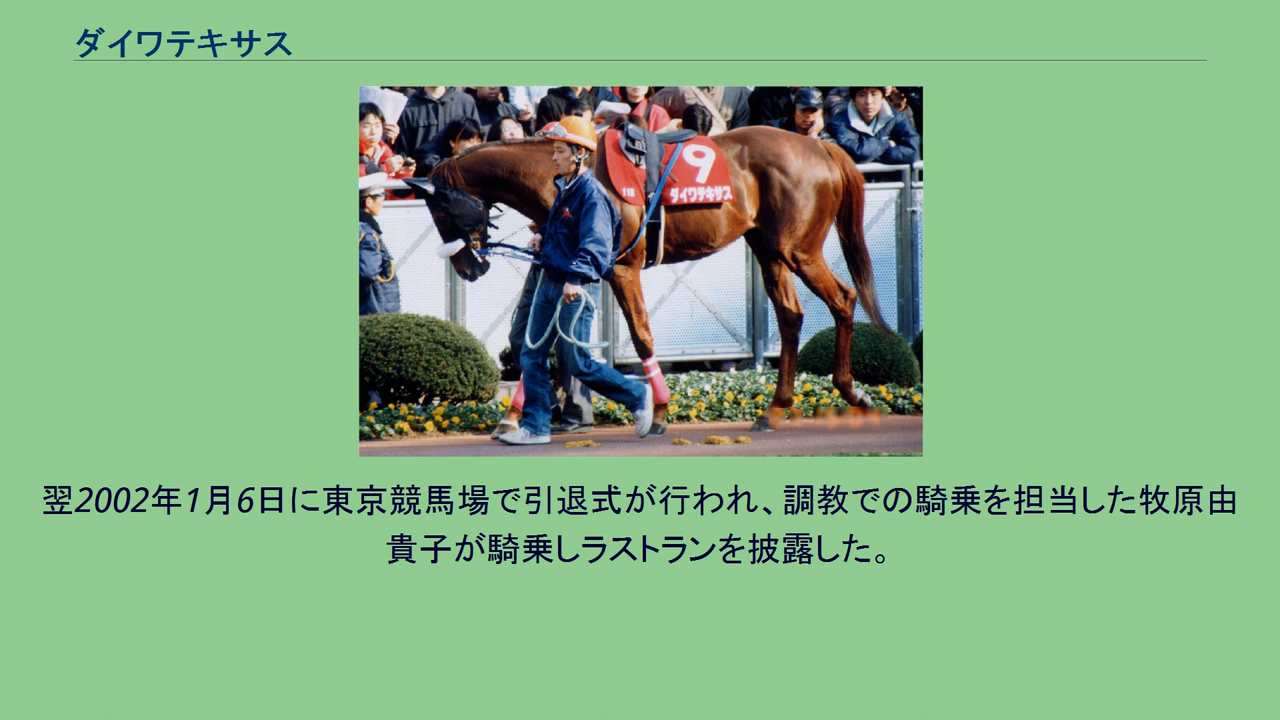 ダイワテキサス
9
118
ダイワテキサス
翌2002年1月6日に東京競馬場で引退式が行われ、調教での騎乗を担当した牧原由
貴子が騎乗しラストランを披露した。